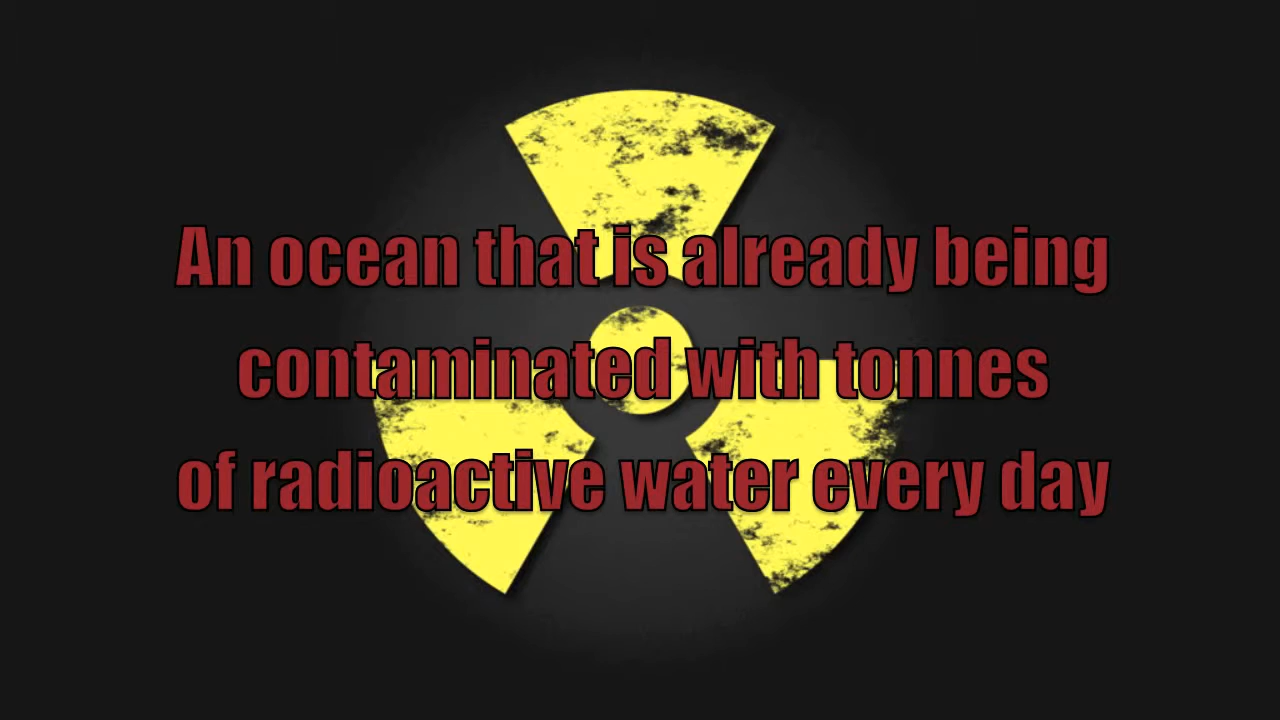 An ocean that is already being
contaminated with tonnes
of radioactive water every day